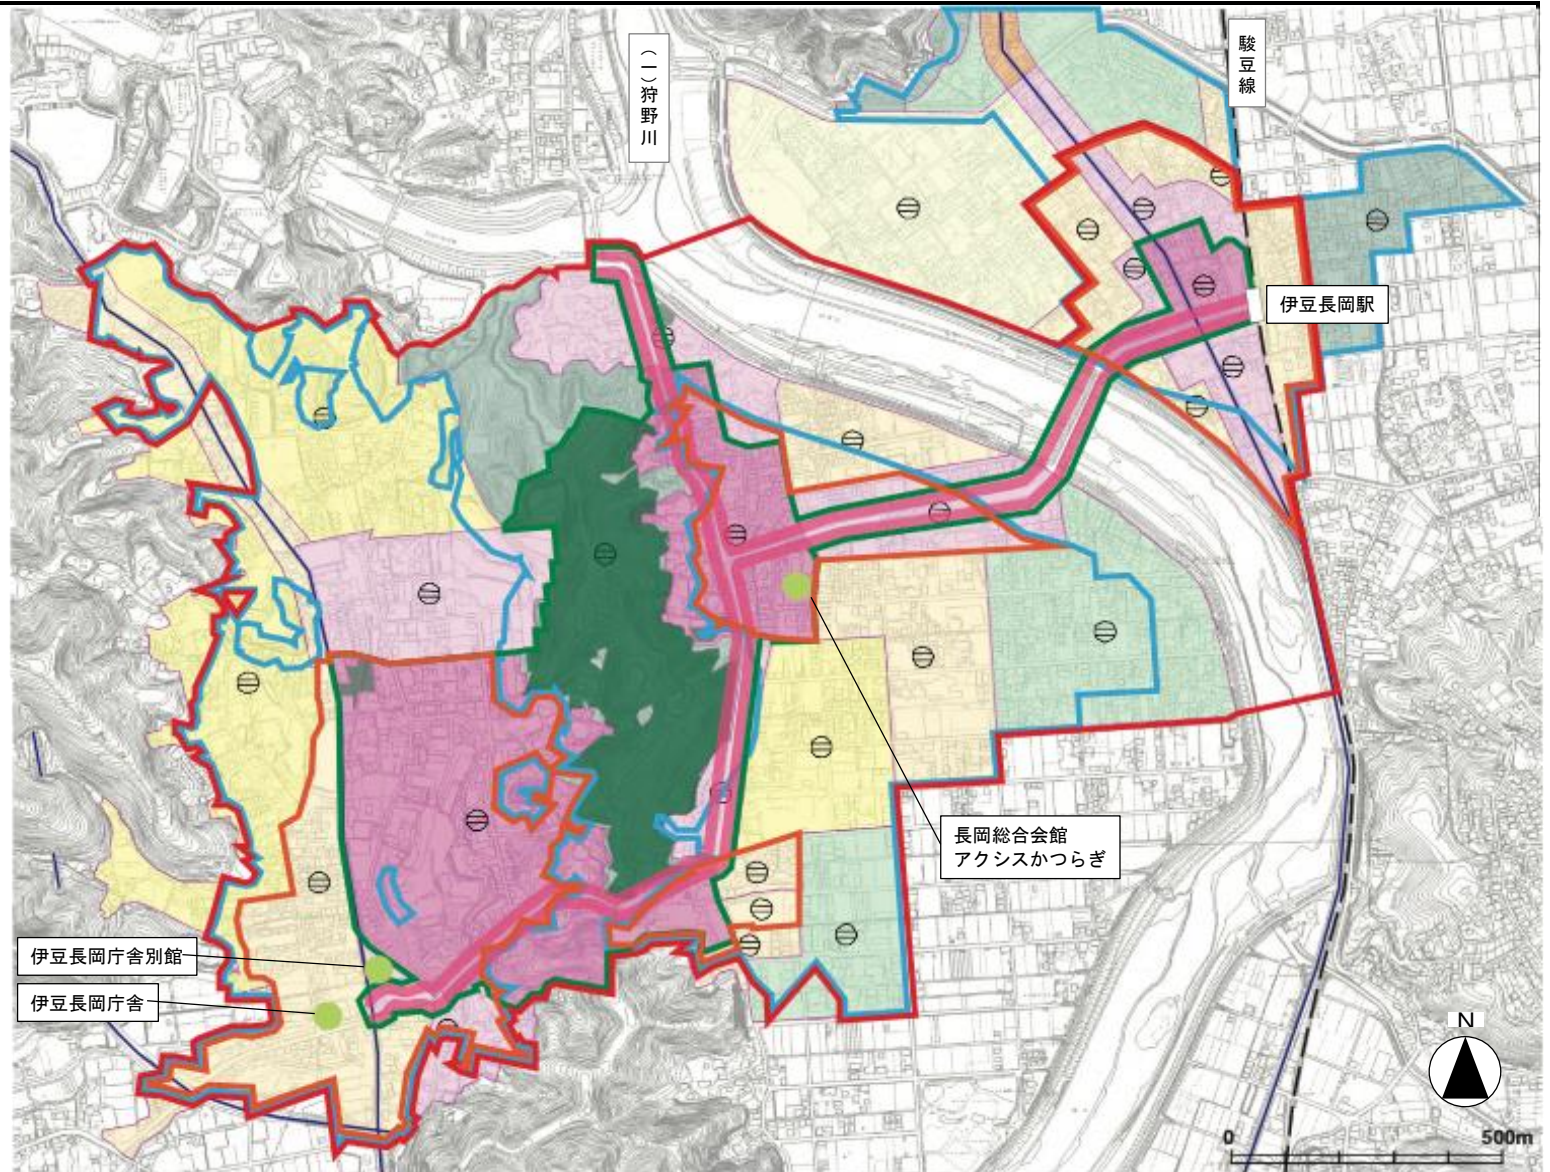 （一）狩野川
駿豆線
伊豆長岡駅
長岡総合会館
アクシスかつらぎ
伊豆長岡庁舎別館
伊豆長岡庁舎
N
0
500m